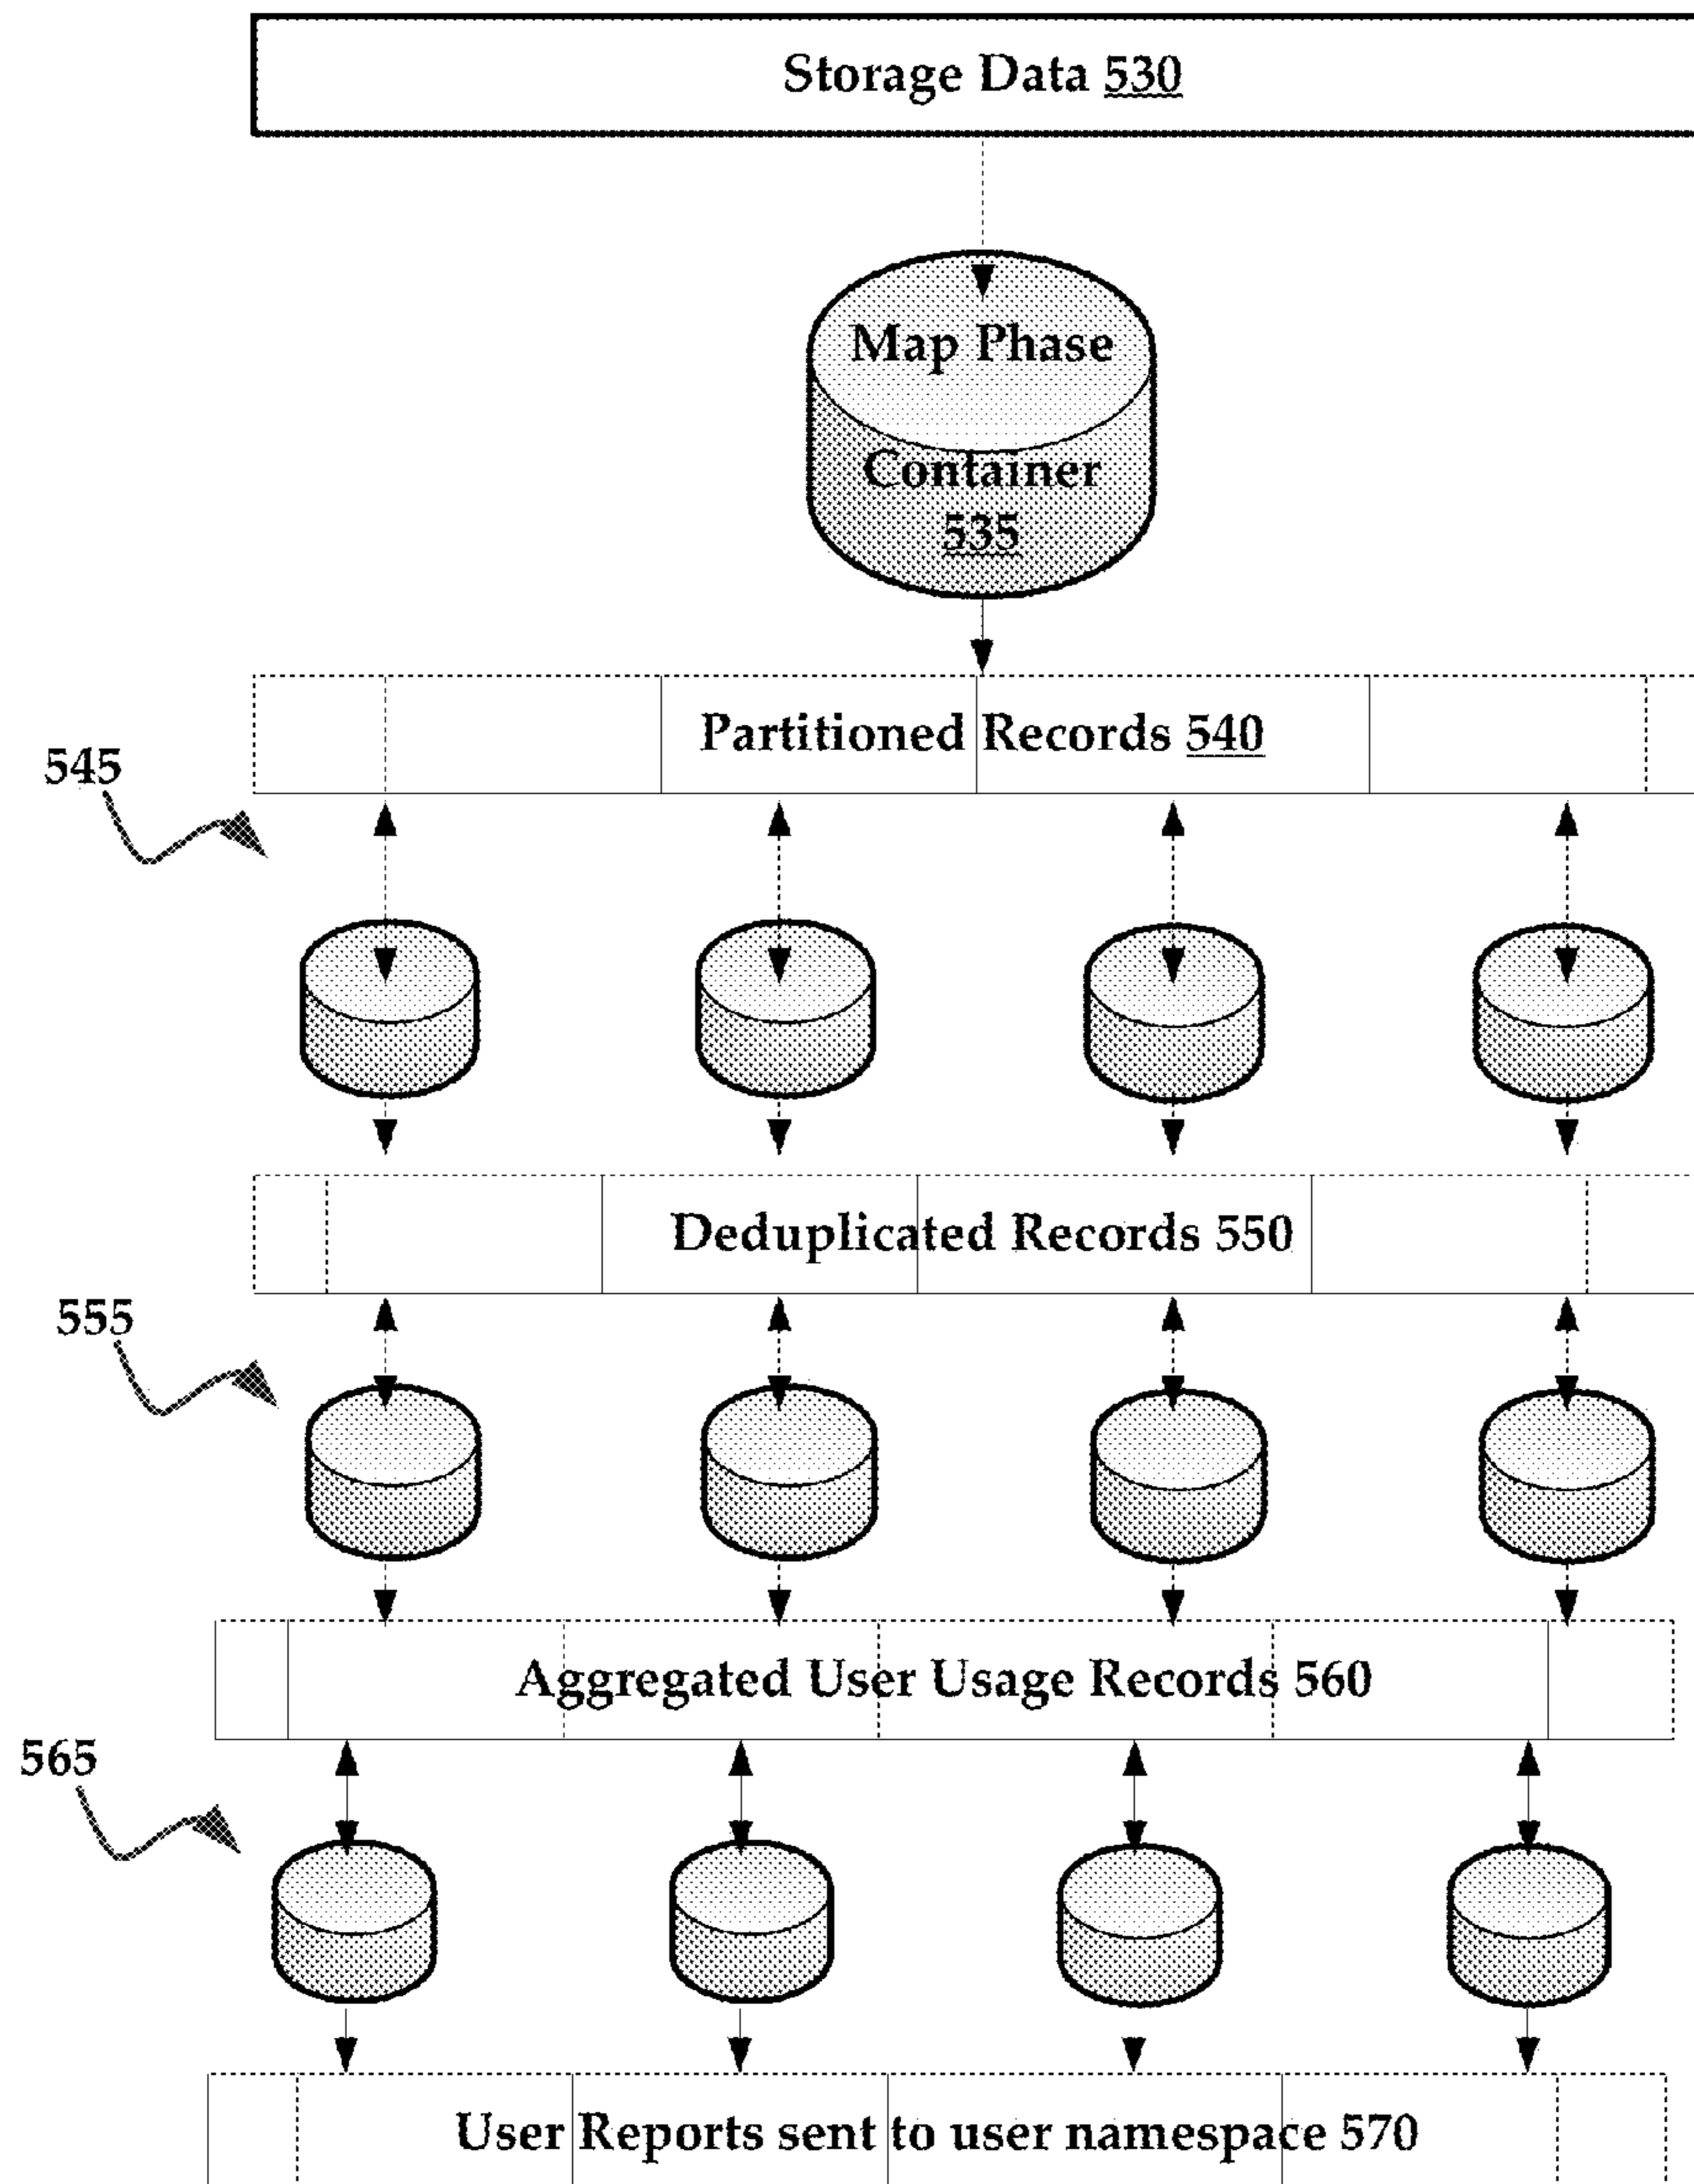 Storage Data 530
Map Phase
Container
535
Partitioned Records 540
545
Deduplicated Records 550
555
Aggregated User Usage Records 560
565
User Reports sent to user namespace 570